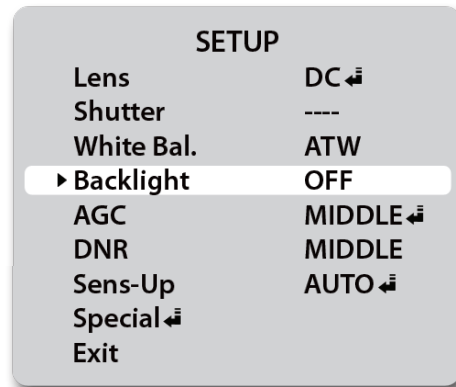 SETUP
Lens DC↲
Shutter ----
White Bal. ATW
▸Backlight OFF
AGC MIDDLE↲
DNR MIDDLE
Sens-Up AUTO↲
Special↲
Exit